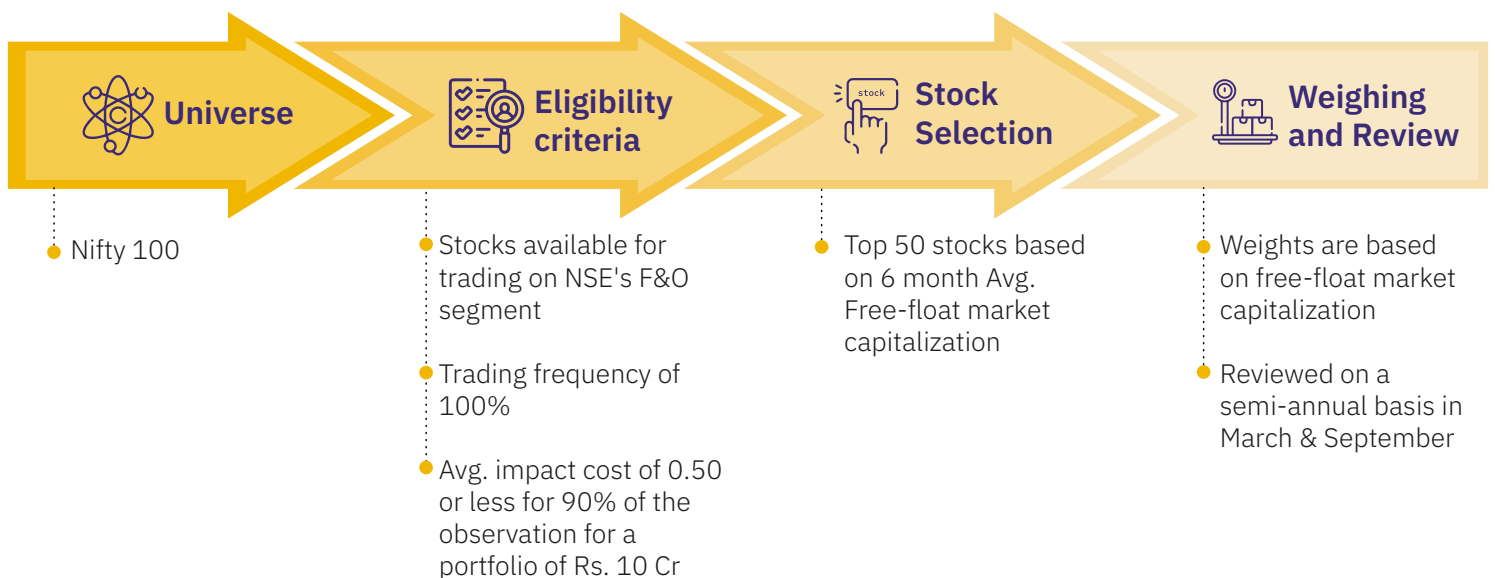 C
Universe
Eligibility
criteria
stock
Stock
Selection
Weighing
and Review
Nifty 100
Stocks available for
trading on NSE's F&O
segment
Trading frequency of
100%
Avg. impact cost of 0.50
or less for 90% of the
observation for a
portfolio of Rs. 10 Cr
Top 50 stocks based
on 6 month Avg.
Free-float market
capitalization
Weights are based
on free-float market
capitalization
Reviewed on a
semi-annual basis in
March & September